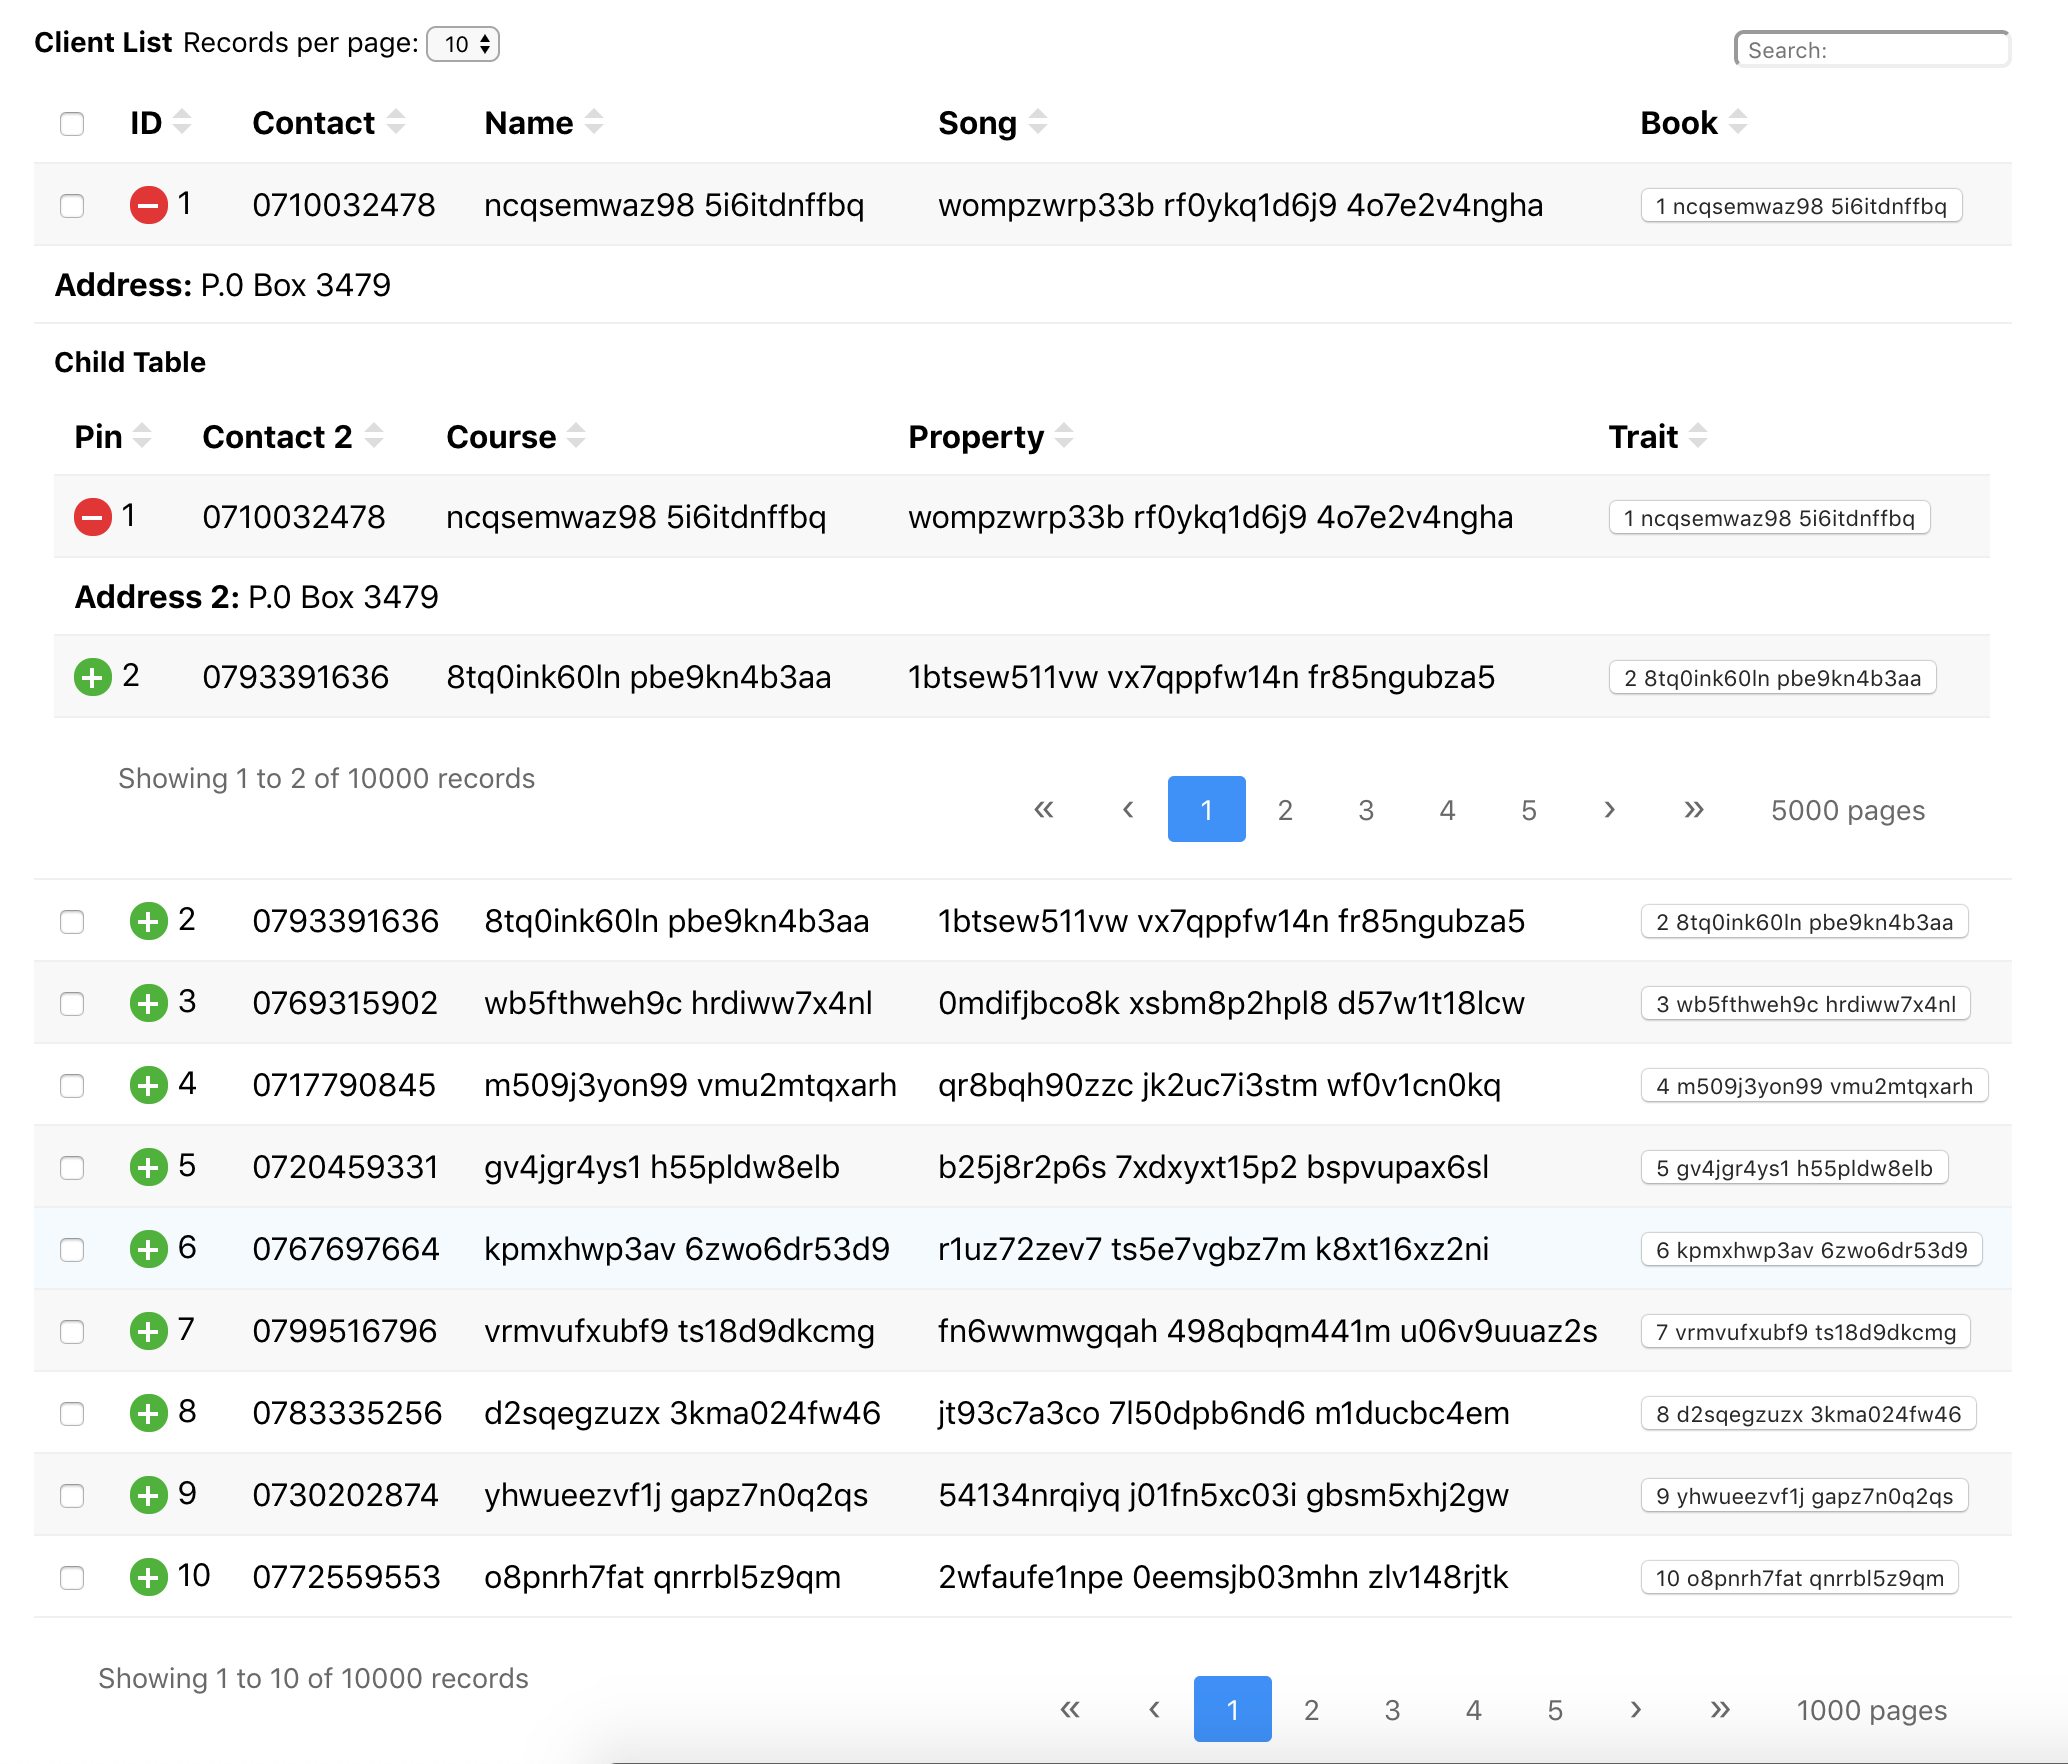 Client List Records per page: 10 Search:
ID Contact Name Song Book
1 0710032478 ncqsemwaz98 5i6itdnffbq wompzwrp33b rf0ykq1d6j9 4o7e2v4ngha 1 ncqsemwaz98 5i6itdnffbq
Address: P.0 Box 3479
Child Table
Pin Contact 2 Course Property Trait
1 0710032478 ncqsemwaz98 5i6itdnffbq wompzwrp33b rf0ykq1d6j9 4o7e2v4ngha 1 ncqsemwaz98 5i6itdnffbq
Address 2: P.0 Box 3479
2 0793391636 8tq0ink60ln pbe9kn4b3aa 1btsew511vw vx7qppfw14n fr85ngubza5 2 8tq0ink60ln pbe9kn4b3aa
Showing 1 to 2 of 10000 records
« ‹ 1 2 3 4 5 › » 5000 pages
2 0793391636 8tq0ink60ln pbe9kn4b3aa 1btsew511vw vx7qppfw14n fr85ngubza5 2 8tq0ink60ln pbe9kn4b3aa
3 0769315902 wb5fthweh9c hrdiww7x4nl 0mdifjbco8k xsbm8p2hpl8 d57w1t18lcw 3 wb5fthweh9c hrdiww7x4nl
4 0717790845 m509j3yon99 vmu2mtqxarh qr8bqh90zzc jk2uc7i3stm wf0v1cn0kq 4 m509j3yon99 vmu2mtqxarh
5 0720459331 gv4jgr4ys1 h55pldw8elb b25j8r2p6s 7xdxyxt15p2 bspvupax6sl 5 gv4jgr4ys1 h55pldw8elb
6 0767697664 kpmxhwp3av 6zwo6dr53d9 r1uz72zev7 ts5e7vgbz7m k8xt16xz2ni 6 kpmxhwp3av 6zwo6dr53d9
7 0799516796 vrmvufxubf9 ts18d9dkcmg fn6wwmwgqah 498qbqm441m u06v9uuaz2s 7 vrmvufxubf9 ts18d9dkcmg
8 0783335256 d2sqegzuzx 3kma024fw46 jt93c7a3co 7l50dpb6nd6 m1ducbc4em 8 d2sqegzuzx 3kma024fw46
9 0730202874 yhwueezvf1j gapz7n0q2qs 54134nrqiyq j01fn5xc03i gbsm5xhj2gw 9 yhwueezvf1j gapz7n0q2qs
10 0772559553 o8pnrh7fat qnrrbl5z9qm 2wfaufe1npe 0eemsjb03mhn zlv148rjtk 10 o8pnrh7fat qnrrbl5z9qm
Showing 1 to 10 of 10000 records
« ‹ 1 2 3 4 5 › » 1000 pages